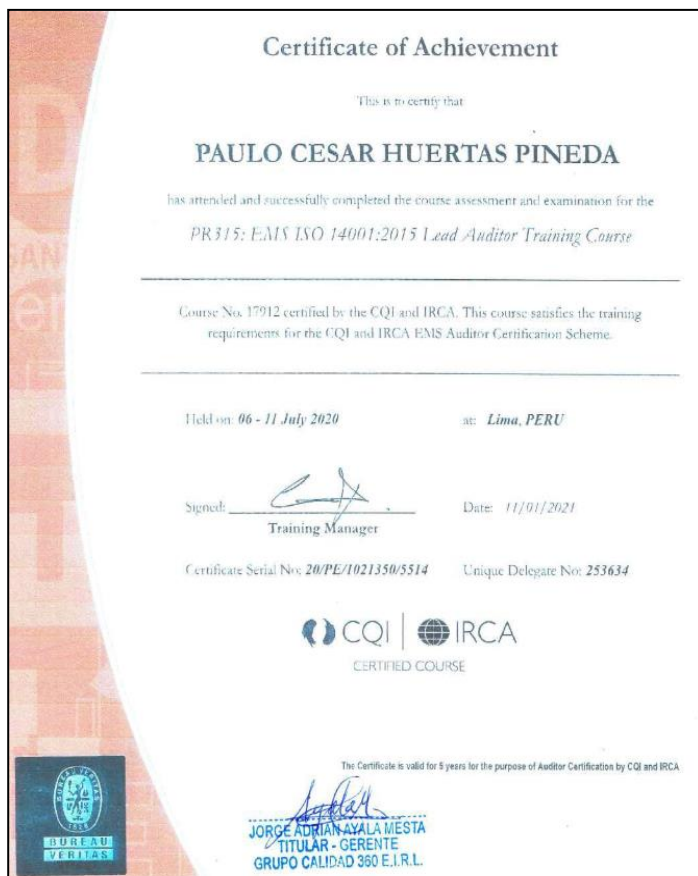 Certificate of Achievement
This is to certify that
PAULO CESAR HUERTAS PINEDA
has attended and successfully completed the course assessment and examination for the
PR315: EMS ISO 14001:2015 Lead Auditor Training Course
Course No. 17912 certified by the CQI and IRCA. This course satisfies the training
requirements for the CQI and IRCA EMS Auditor Certification Scheme.
Held on: 06 - 11 July 2020 at: Lima, PERU
Signed: Date: 11/01/2021
Training Manager
Certificate Serial No: 20/PE/1021350/5514 Unique Delegate No: 253634
CQI IRCA
CERTIFIED COURSE
The Certificate is valid for 5 years for the purpose of Auditor Certification by CQI and IRCA
JORGE ADRIAN AYALA MESTA
TITULAR - GERENTE
GRUPO CALIDAD 360 E.I.R.L.
BUREAU VERITAS
1828
BUREAU
VERITAS